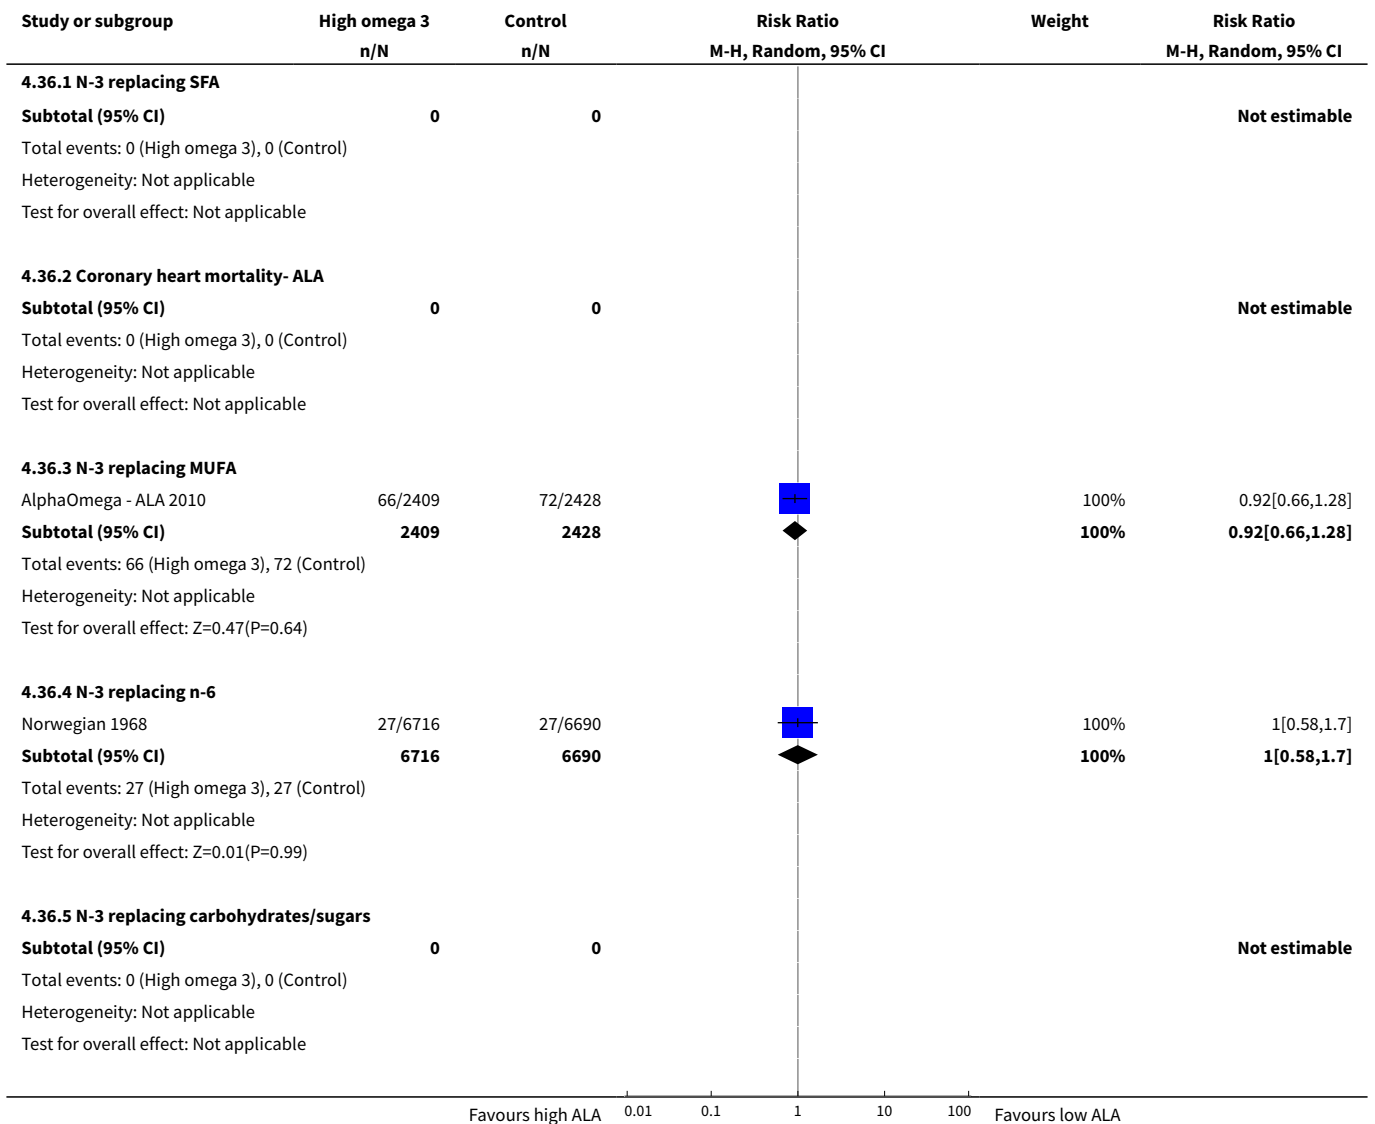 Study or subgroup High omega 3 Control Risk Ratio Weight Risk Ratio
n/N n/N M-H, Random, 95% CI M-H, Random, 95% CI
4.36.1 N-3 replacing SFA
Subtotal (95% CI) 0 0 Not estimable
Total events: 0 (High omega 3), 0 (Control)
Heterogeneity: Not applicable
Test for overall effect: Not applicable
4.36.2 Coronary heart mortality- ALA
Subtotal (95% CI) 0 0 Not estimable
Total events: 0 (High omega 3), 0 (Control)
Heterogeneity: Not applicable
Test for overall effect: Not applicable
4.36.3 N-3 replacing MUFA
AlphaOmega - ALA 2010 66/2409 72/2428 100% 0.92[0.66,1.28]
Subtotal (95% CI) 2409 2428 100% 0.92[0.66,1.28]
Total events: 66 (High omega 3), 72 (Control)
Heterogeneity: Not applicable
Test for overall effect: Z=0.47(P=0.64)
4.36.4 N-3 replacing n-6
Norwegian 1968 27/6716 27/6690 100% 1[0.58,1.7]
Subtotal (95% CI) 6716 6690 100% 1[0.58,1.7]
Total events: 27 (High omega 3), 27 (Control)
Heterogeneity: Not applicable
Test for overall effect: Z=0.01(P=0.99)
4.36.5 N-3 replacing carbohydrates/sugars
Subtotal (95% CI) 0 0 Not estimable
Total events: 0 (High omega 3), 0 (Control)
Heterogeneity: Not applicable
Test for overall effect: Not applicable
Favours high ALA 0.01 0.1 1 10 100 Favours low ALA